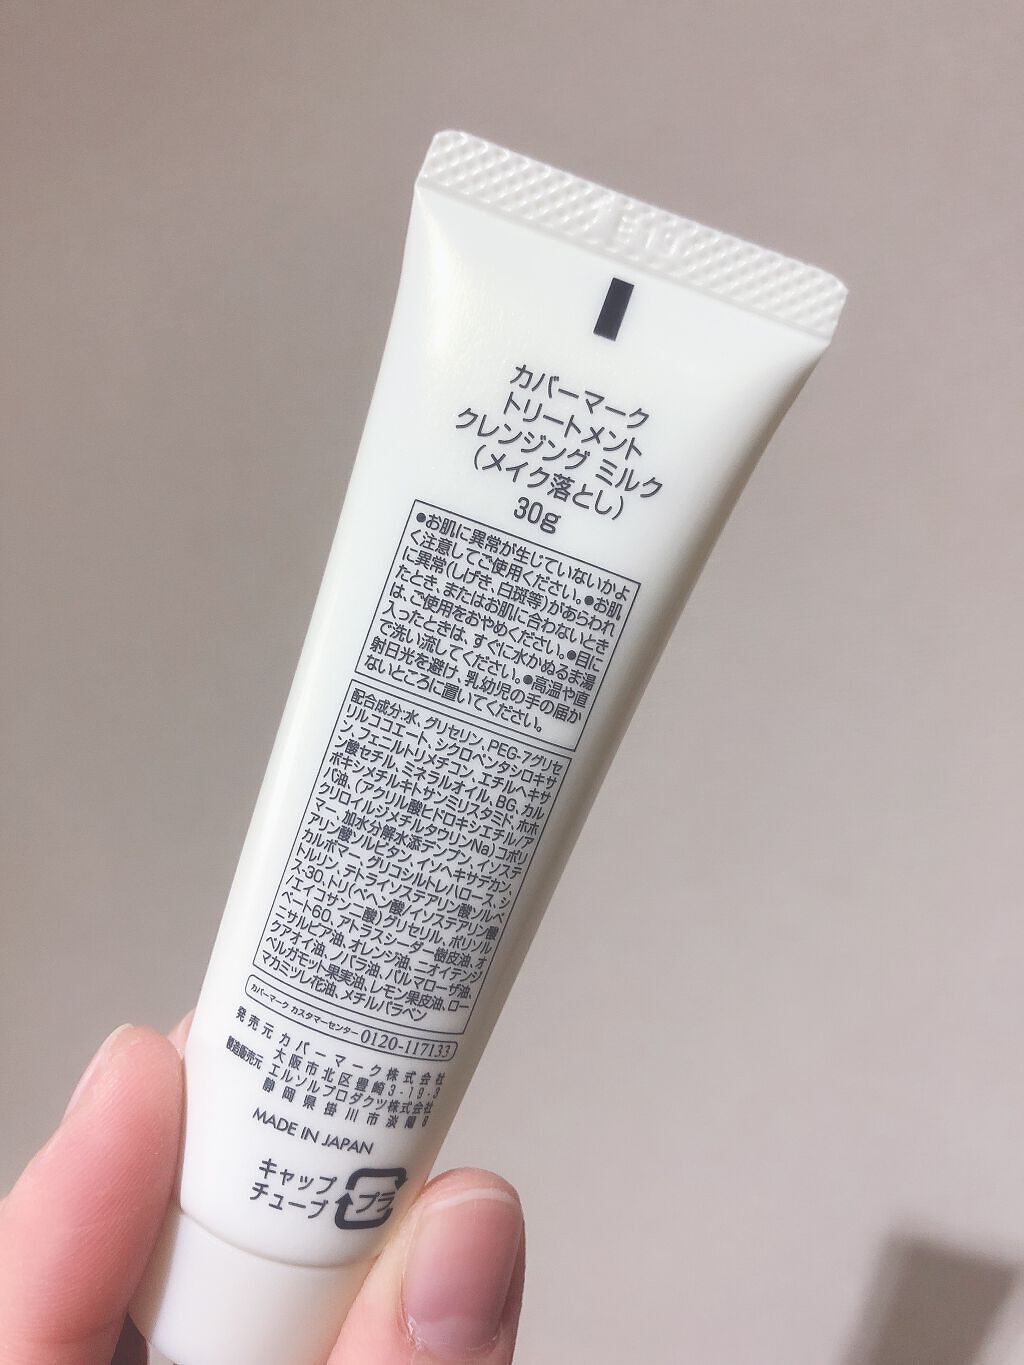 カバーマーク
トリートメント
クレンジング ミルク
(メイク落とし)
30g
●お肌に異常が生じていないかよ
く注意してご使用ください。●お肌
に異常(しげき、白斑等)があらわれ
たとき、またはお肌に合わないとき
は、ご使用をおやめください。●目に
入ったときは、すぐに水かぬるま湯
で洗い流してください。●高温や直
射日光を避け、乳幼児の手の届か
ないところに置いてください。
配合成分:水、グリセリン、PEG-7グリセ
リルココエート、シクロペンタシロキサ
ン、フェニルトリメチコン、エチルヘキサ
ン酸セチル、ミネラルオイル、BG、カル
ボキシメチルキトサンミリスタミド、ホホ
バ油、(アクリル酸ヒドロキシエチル/ア
クリロイルジメチルタウリンNa)コポリ
マー、加水分解水添デンプン、イソステ
アリン酸ソルビタン、イソヘキサデカン、
カルボマー、グリコシルトレハロース、シ
トルリン、テトライソステアリン酸ソルベ
ス-30、トリ(ベヘン酸/イソステアリン酸
/エイコサン二酸)グリセリル、ポリソル
ベート60、アトラスシーダー樹皮油、オ
ニサルビア油、オレンジ油、ニオイテンジ
クアオイ油、ノバラ油、パルマローザ油、
ベルガモット果実油、レモン果皮油、ロー
マカミツレ花油、メチルパラベン
カバーマーク カスタマーセンター 0120-117133
発売元 カバーマーク株式会社
大阪市北区豊崎3-19-3
製造販売元 エルソルプロダクツ株式会社
静岡県掛川市淡陽8
MADE IN JAPAN
キャップ
チューブ
プラ